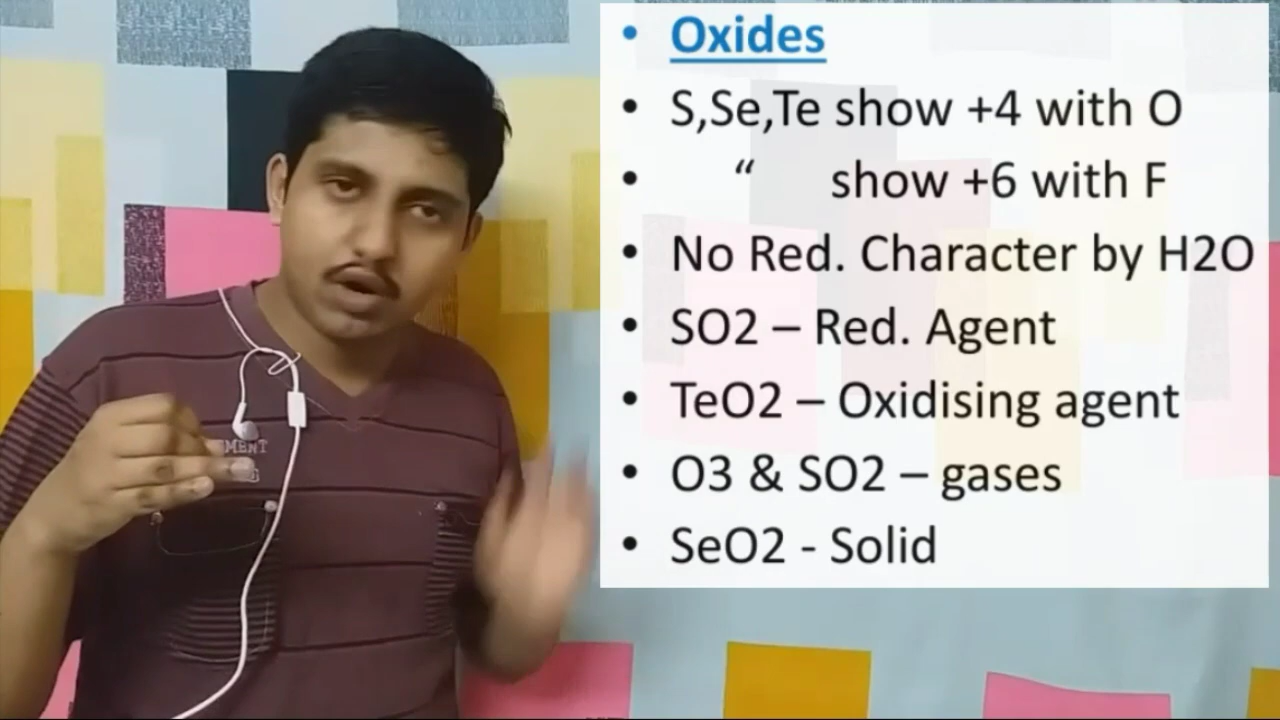 • Oxides
• S,Se,Te show +4 with O
• “ show +6 with F
• No Red. Character by H2O
• SO2 – Red. Agent
• TeO2 – Oxidising agent
• O3 & SO2 – gases
• SeO2 - Solid